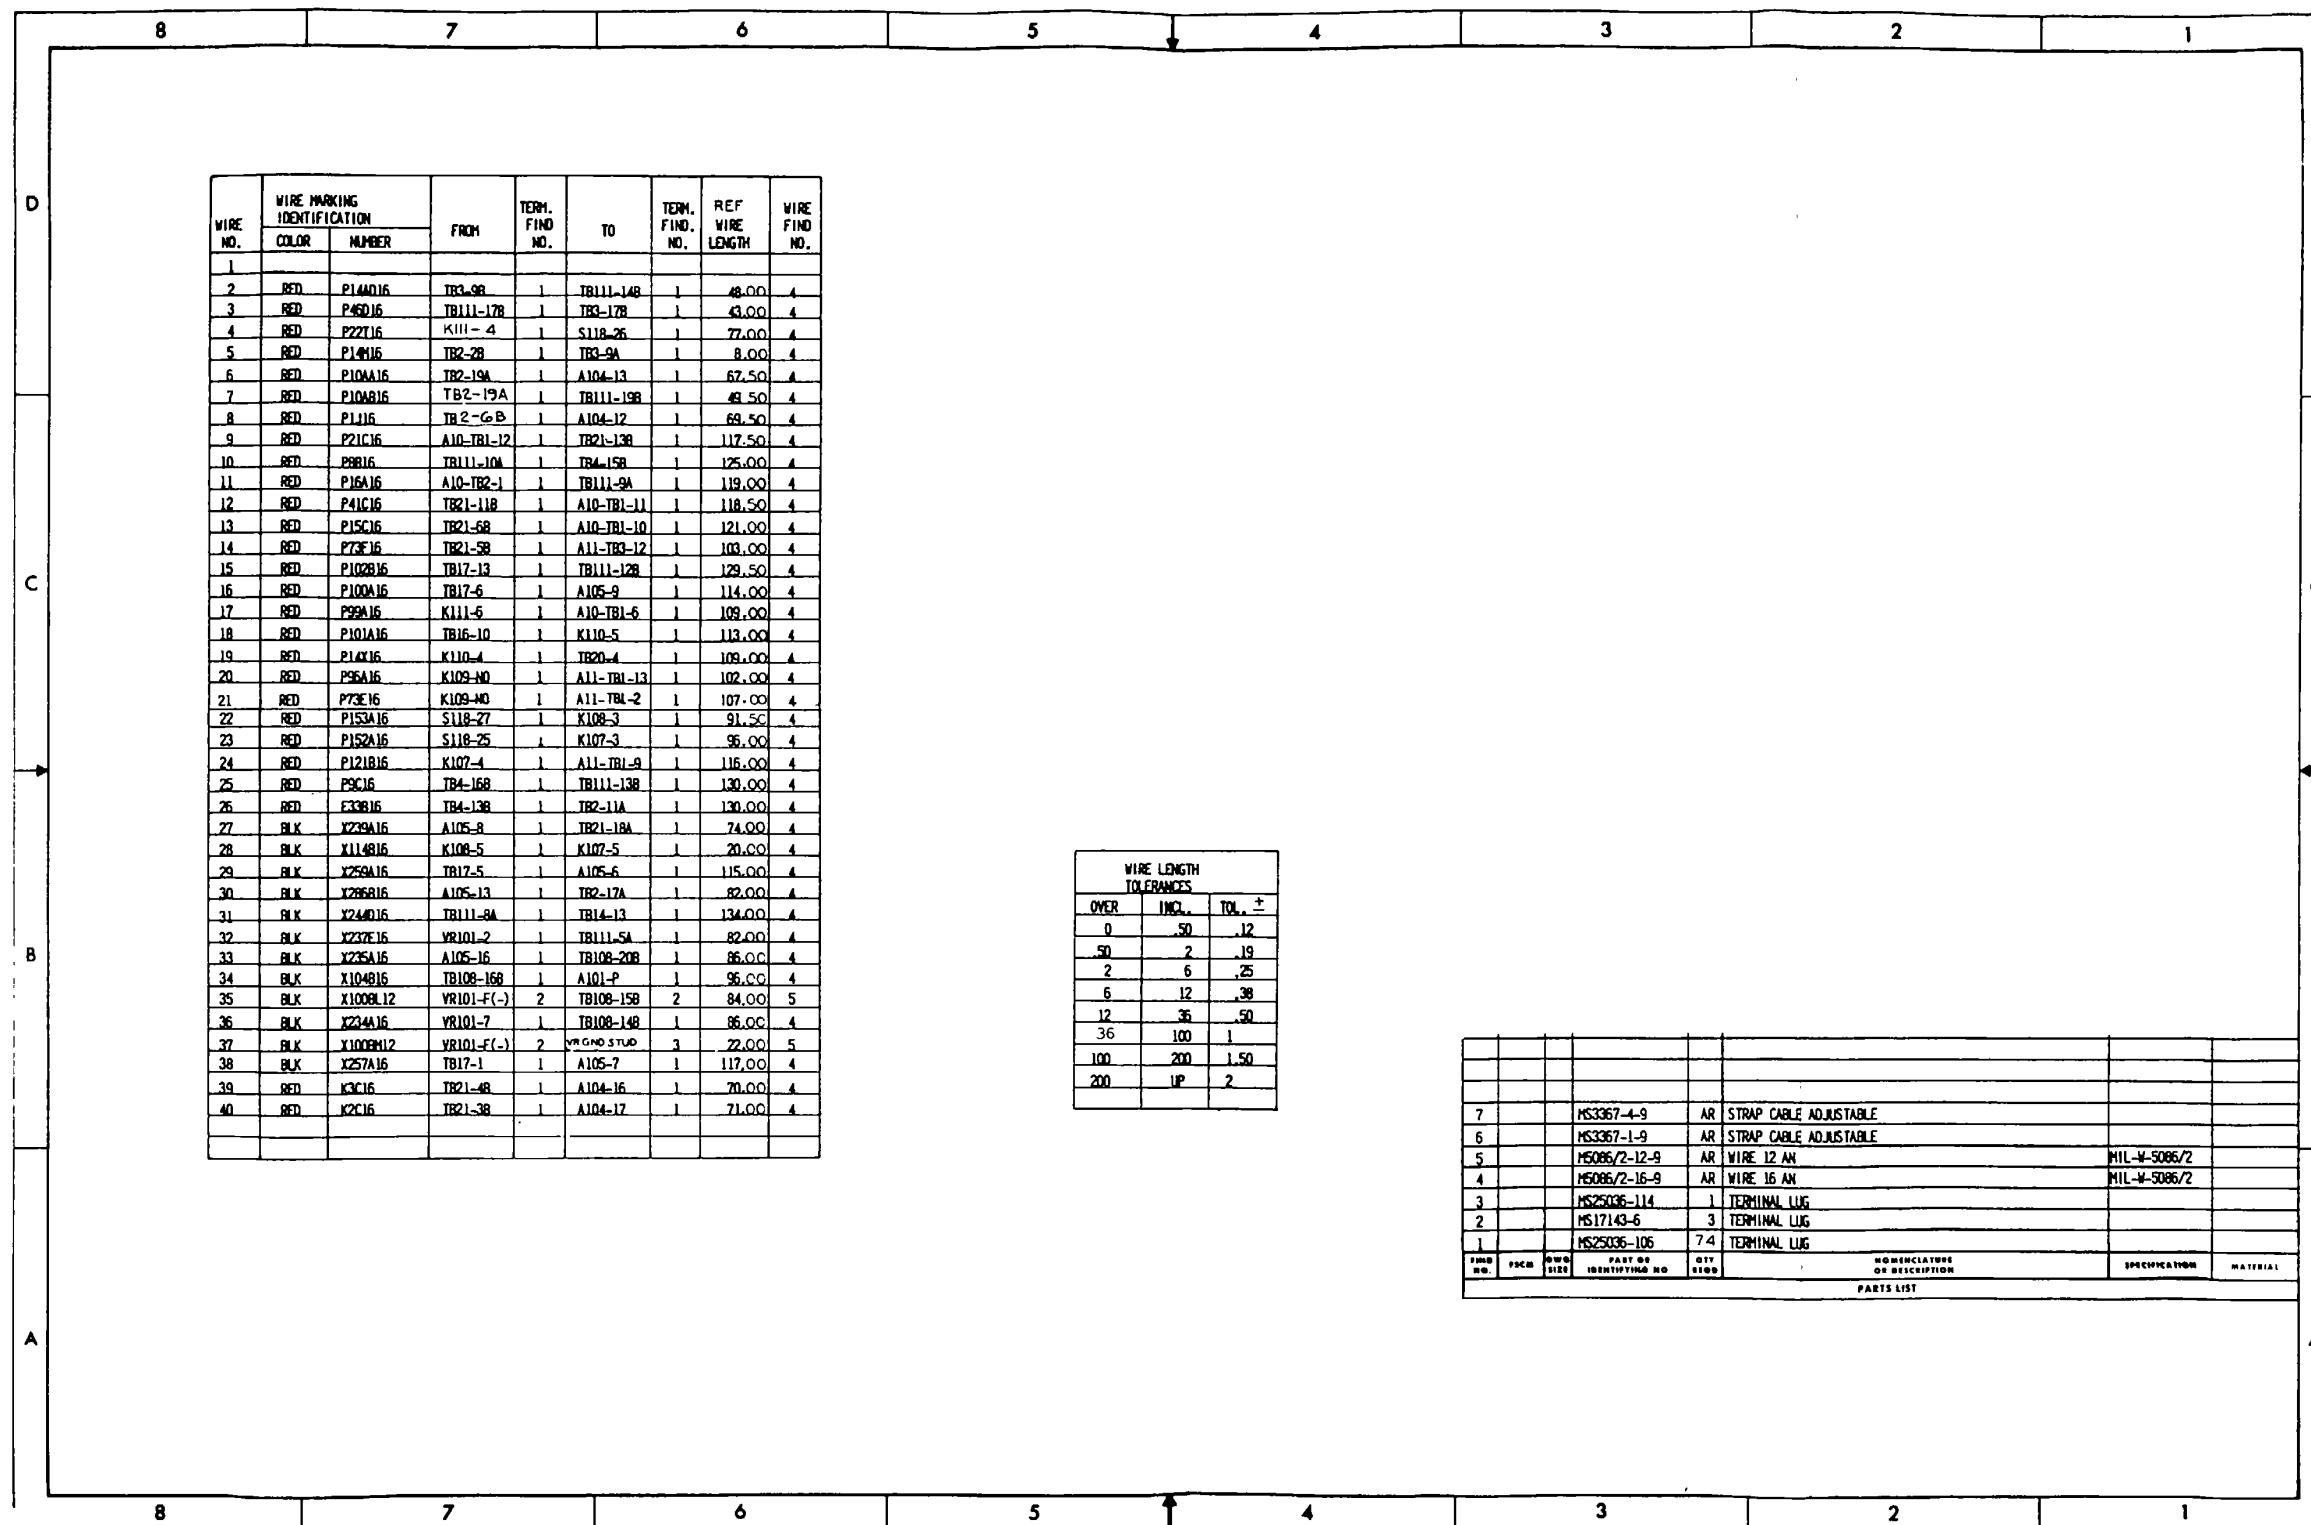 8 7 6 5 4 3 2 1
D
C
B
A
WIRE NO. WIRE MARKING IDENTIFICATION FROM TERM. FIND NO. TO TERM. FIND. NO. REF WIRE LENGTH WIRE FIND NO.
COLOR NUMBER
1
2 RED P14AD16 TB3-9B 1 TB111-14B 1 48.00 4
3 RED P46D16 TB111-17B 1 TB3-17B 1 43.00 4
4 RED P22T16 K111-4 1 S118-26 1 77.00 4
5 RED P14M16 TB2-2B 1 TB3-9A 1 8.00 4
6 RED P10AA16 TB2-19A 1 A104-13 1 67.50 4
7 RED P10AB16 TB2-19A 1 TB111-19B 1 49.50 4
8 RED P1J16 TB2-6B 1 A104-12 1 69.50 4
9 RED P21C16 A10-TB1-12 1 TB21-13B 1 117.50 4
10 RED P8B16 TB111-10A 1 TB4-15B 1 125.00 4
11 RED P16A16 A10-TB2-1 1 TB111-9A 1 119.00 4
12 RED P41C16 TB21-11B 1 A10-TB1-11 1 118.50 4
13 RED P15C16 TB21-6B 1 A10-TB1-10 1 121.00 4
14 RED P73F16 TB21-5B 1 A11-TB3-12 1 103.00 4
15 RED P102B16 TB17-13 1 TB111-12B 1 129.50 4
16 RED P100A16 TB17-6 1 A105-9 1 114.00 4
17 RED P99A16 K111-6 1 A10-TB1-6 1 109.00 4
18 RED P101A16 TB16-10 1 K110-5 1 113.00 4
19 RED P14X16 K110-4 1 TB20-4 1 109.00 4
20 RED P96A16 K109-NO 1 A11-TB1-13 1 102.00 4
21 RED P73E16 K109-NO 1 A11-TB1-2 1 107.00 4
22 RED P153A16 S118-27 1 K108-3 1 91.50 4
23 RED P152A16 S118-25 1 K107-3 1 96.00 4
24 RED P121B16 K107-4 1 A11-TB1-9 1 116.00 4
25 RED P9C16 TB4-16B 1 TB111-13B 1 130.00 4
26 RED E33B16 TB4-13B 1 TB2-11A 1 130.00 4
27 BLK X239A16 A105-8 1 TB21-18A 1 74.00 4
28 BLK X114B16 K108-5 1 K107-5 1 20.00 4
29 BLK X259A16 TB17-5 1 A105-6 1 115.00 4
30 BLK X286B16 A105-13 1 TB2-17A 1 82.00 4
31 BLK X244D16 TB111-8A 1 TB14-13 1 134.00 4
32 BLK X237E16 VR101-2 1 TB111-5A 1 82.00 4
33 BLK X235A16 A105-16 1 TB108-20B 1 86.00 4
34 BLK X104B16 TB108-16B 1 A101-P 1 96.00 4
35 BLK X100BL12 VR101-F(-) 2 TB108-15B 2 84.00 5
36 BLK X234A16 VR101-7 1 TB108-14B 1 86.00 4
37 BLK X100BM12 VR101-F(-) 2 VR GND STUD 3 22.00 5
38 BLK X257A16 TB17-1 1 A105-7 1 117.00 4
39 RED K3C16 TB21-4B 1 A104-16 1 70.00 4
40 RED K2C16 TB21-3B 1 A104-17 1 71.00 4
WIRE LENGTH
TOLERANCES
OVER INCL. TOL. ±
0 .50 .12
.50 2 .19
2 6 .25
6 12 .38
12 36 .50
36 100 1
100 200 1.50
200 UP 2
7 MS3367-4-9 AR STRAP CABLE ADJUSTABLE
6 MS3367-1-9 AR STRAP CABLE ADJUSTABLE
5 M5086/2-12-9 AR WIRE 12 AN MIL-W-5086/2
4 M5086/2-16-9 AR WIRE 16 AN MIL-W-5086/2
3 MS25036-114 1 TERMINAL LUG
2 MS17143-6 3 TERMINAL LUG
1 MS25036-106 74 TERMINAL LUG
FIND NO. FSCM DWG SIZE PART OR IDENTIFYING NO QTY REQD NOMENCLATURE OR DESCRIPTION SPECIFICATION MATERIAL
PARTS LIST
8 7 6 5 4 3 2 1